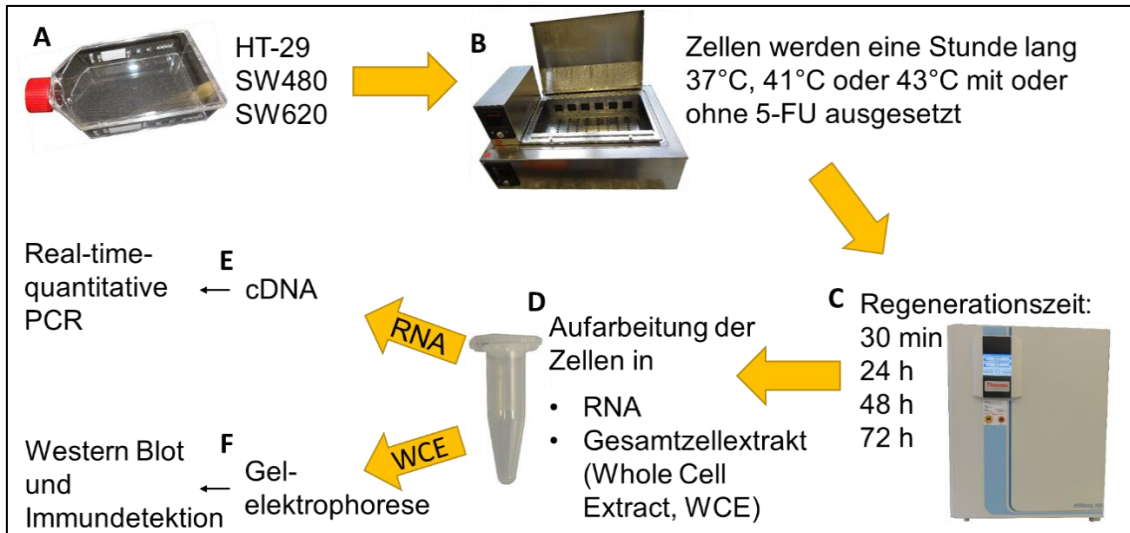 A
HT-29
SW480
SW620
B
Zellen werden eine Stunde lang
37°C, 41°C oder 43°C mit oder
ohne 5-FU ausgesetzt
C
Regenerationszeit:
30 min
24 h
48 h
72 h
Thermo
D
Aufarbeitung der
Zellen in
• RNA
• Gesamtzellextrakt
(Whole Cell
Extract, WCE)
RNA
E
cDNA
Real-time-
quantitative
PCR
WCE
F
Gel-
elektrophorese
Western Blot
und
Immundetektion